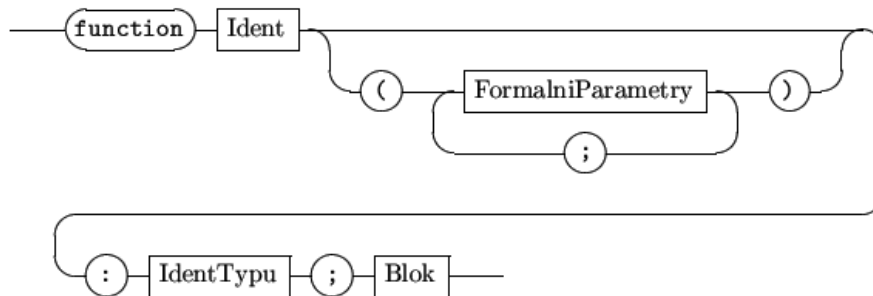 function Ident
( FormalniParametry )
;
: IdentTypu ; Blok